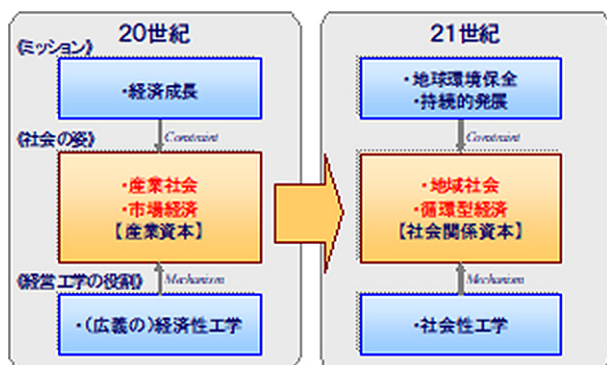 20世紀
《ミッション》
・経済成長
Constraint
《社会の姿》
・産業社会
・市場経済
【産業資本】
Mechanism
《経営工学の役割》
・(広義の)経済性工学
21世紀
・地球環境保全
・持続的発展
Constraint
・地域社会
・循環型経済
【社会関係資本】
Mechanism
・社会性工学